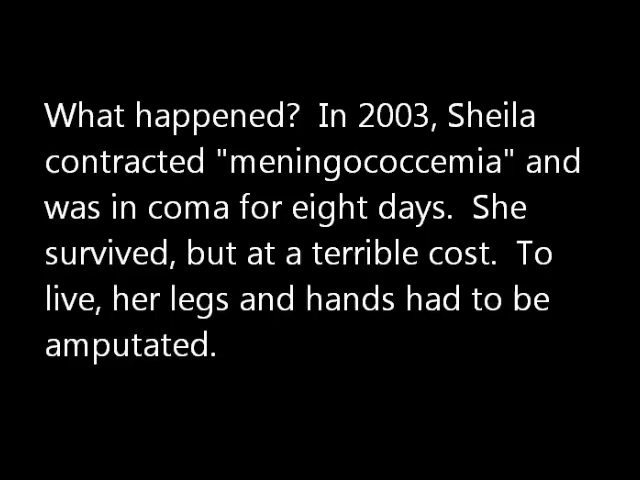 What happened?  In 2003, Sheila
contracted "meningococcemia" and
was in coma for eight days.  She
survived, but at a terrible cost.  To
live, her legs and hands had to be
amputated.